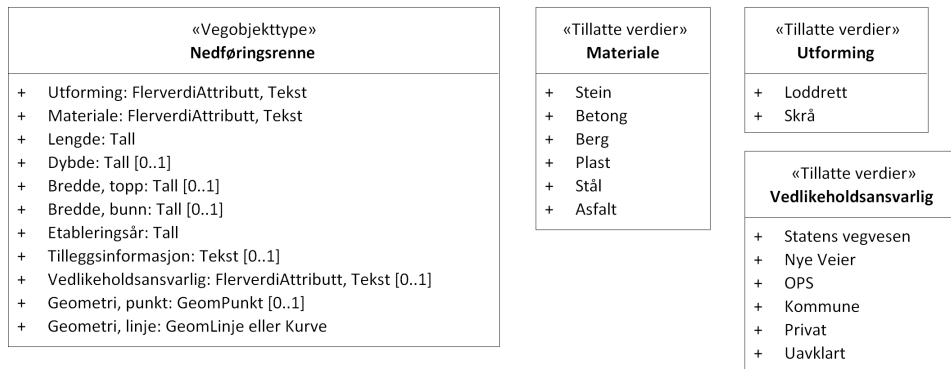 «Vegobjekttype»
Nedføringsrenne
+ Utforming: FlerverdiAttributt, Tekst
+ Materiale: FlerverdiAttributt, Tekst
+ Lengde: Tall
+ Dybde: Tall [0..1]
+ Bredde, topp: Tall [0..1]
+ Bredde, bunn: Tall [0..1]
+ Etableringsår: Tall
+ Tilleggsinformasjon: Tekst [0..1]
+ Vedlikeholdsansvarlig: FlerverdiAttributt, Tekst [0..1]
+ Geometri, punkt: GeomPunkt [0..1]
+ Geometri, linje: GeomLinje eller Kurve
«Tillatte verdier»
Materiale
+ Stein
+ Betong
+ Berg
+ Plast
+ Stål
+ Asfalt
«Tillatte verdier»
Utforming
+ Loddrett
+ Skrå
«Tillatte verdier»
Vedlikeholdsansvarlig
+ Statens vegvesen
+ Nye Veier
+ OPS
+ Kommune
+ Privat
+ Uavklart